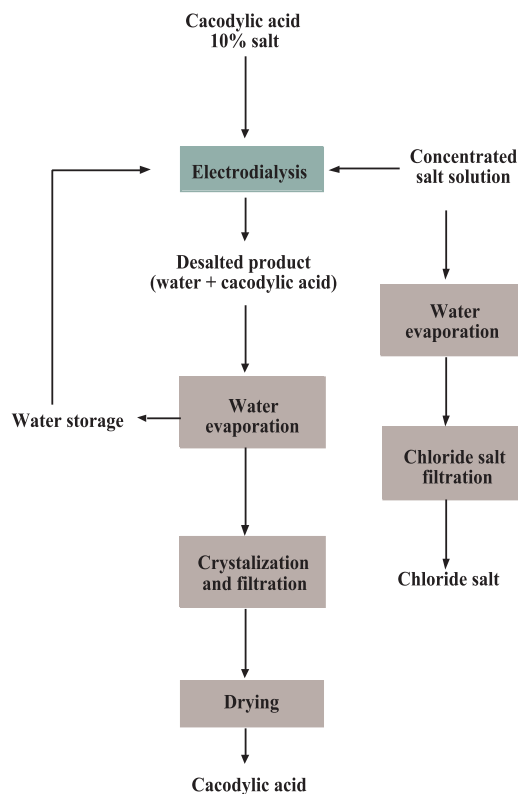 Cacodylic acid
10% salt
Electrodialysis
Concentrated
salt solution
Desalted product
(water + cacodylic acid)
Water
evaporation
Water storage
Water
evaporation
Chloride salt
filtration
Crystalization
and filtration
Chloride salt
Drying
Cacodylic acid